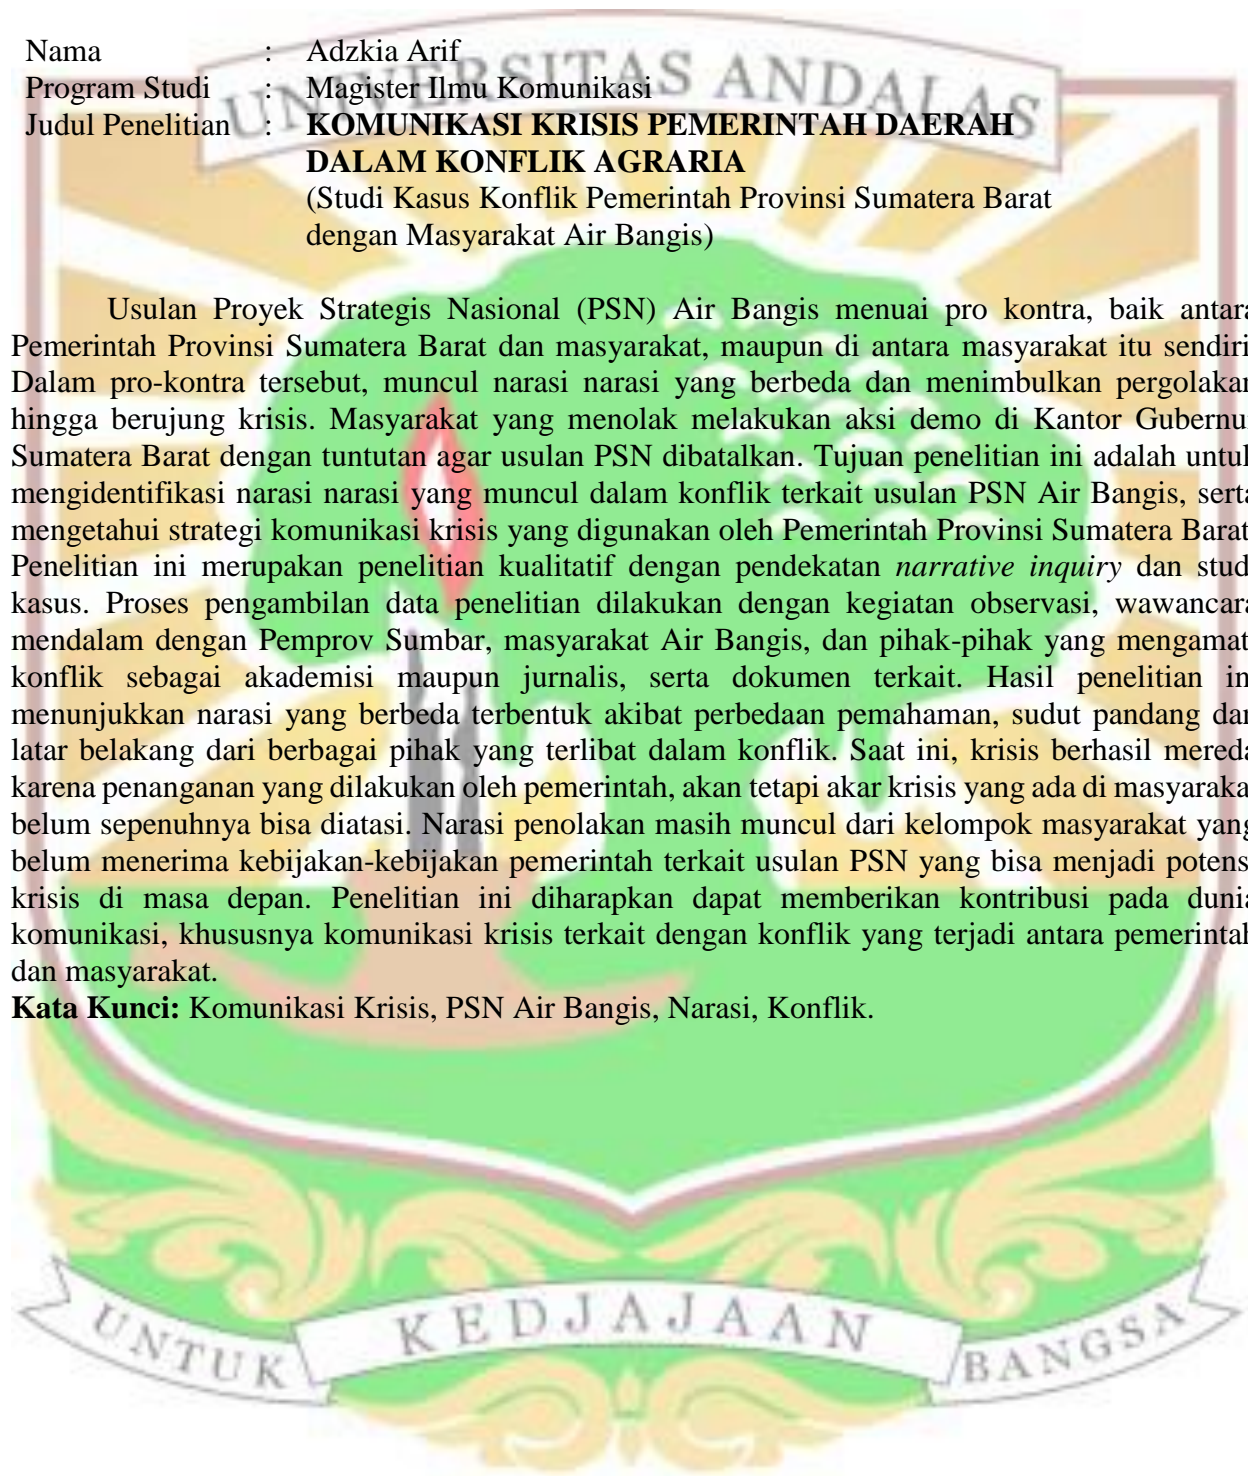 UNIVERSITAS ANDALAS
Nama : Adzkia Arif
Program Studi : Magister Ilmu Komunikasi
Judul Penelitian : KOMUNIKASI KRISIS PEMERINTAH DAERAH
DALAM KONFLIK AGRARIA
(Studi Kasus Konflik Pemerintah Provinsi Sumatera Barat
dengan Masyarakat Air Bangis)
Usulan Proyek Strategis Nasional (PSN) Air Bangis menuai pro kontra, baik antara
Pemerintah Provinsi Sumatera Barat dan masyarakat, maupun di antara masyarakat itu sendiri
Dalam pro-kontra tersebut, muncul narasi narasi yang berbeda dan menimbulkan pergolakan
hingga berujung krisis. Masyarakat yang menolak melakukan aksi demo di Kantor Gubernu
Sumatera Barat dengan tuntutan agar usulan PSN dibatalkan. Tujuan penelitian ini adalah untuk
mengidentifikasi narasi narasi yang muncul dalam konflik terkait usulan PSN Air Bangis, serta
mengetahui strategi komunikasi krisis yang digunakan oleh Pemerintah Provinsi Sumatera Barat
Penelitian ini merupakan penelitian kualitatif dengan pendekatan narrative inquiry dan stud
kasus. Proses pengambilan data penelitian dilakukan dengan kegiatan observasi, wawancara
mendalam dengan Pemprov Sumbar, masyarakat Air Bangis, dan pihak-pihak yang mengamat
konflik sebagai akademisi maupun jurnalis, serta dokumen terkait. Hasil penelitian in
menunjukkan narasi yang berbeda terbentuk akibat perbedaan pemahaman, sudut pandang dan
latar belakang dari berbagai pihak yang terlibat dalam konflik. Saat ini, krisis berhasil mereda
karena penanganan yang dilakukan oleh pemerintah, akan tetapi akar krisis yang ada di masyaraka
belum sepenuhnya bisa diatasi. Narasi penolakan masih muncul dari kelompok masyarakat yang
belum menerima kebijakan-kebijakan pemerintah terkait usulan PSN yang bisa menjadi potens
krisis di masa depan. Penelitian ini diharapkan dapat memberikan kontribusi pada dunia
komunikasi, khususnya komunikasi krisis terkait dengan konflik yang terjadi antara pemerintah
dan masyarakat.
Kata Kunci: Komunikasi Krisis, PSN Air Bangis, Narasi, Konflik.
UNTUK KEDJAJAAN BANGSA